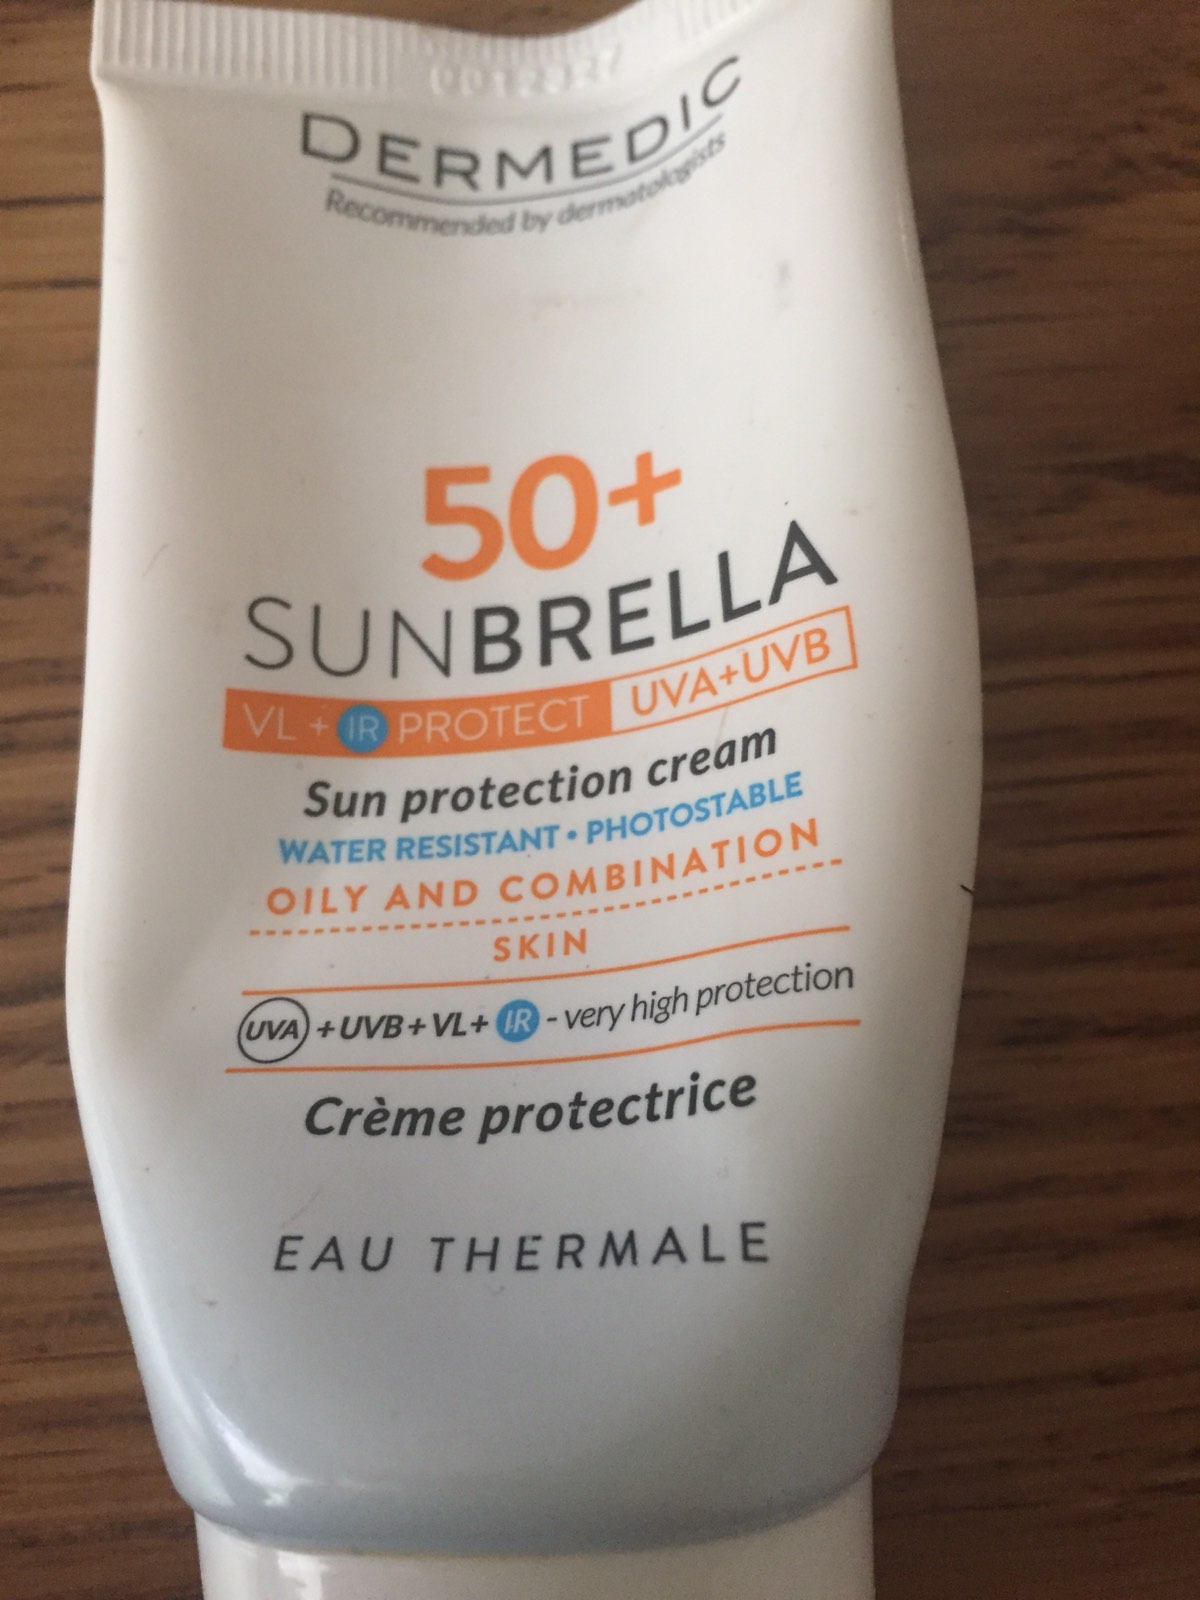 DERMEDIC
Recommended by dermatologists
50+
SUNBRELLA
VL + IR PROTECT UVA+UVB
Sun protection cream
WATER RESISTANT • PHOTOSTABLE
OILY AND COMBINATION
SKIN
UVA + UVB + VL + IR - very high protection
Crème protectrice
EAU THERMALE